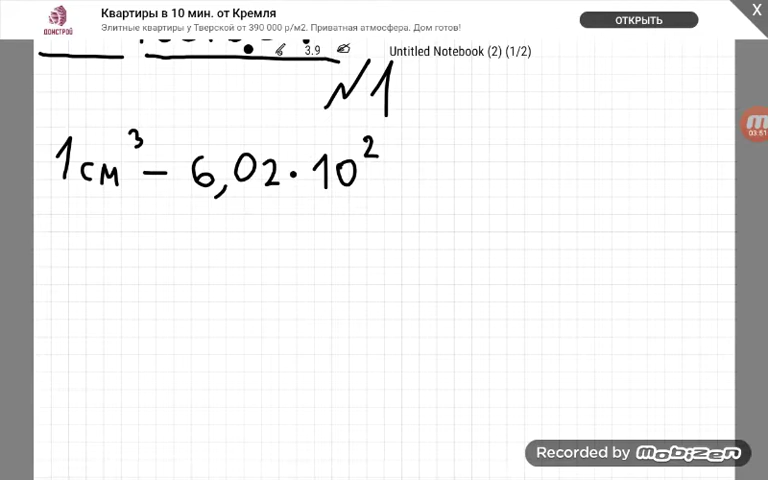 Квартиры в 10 мин. от Кремля
Элитные квартиры у Тверской от 390 000 р/м2. Приватная атмосфера. Дом готов!
ДОНСТРОЙ
ОТКРЫТЬ
X
3.9
Untitled Notebook (2) (1/2)
№1
03:51
1см³ – 6,02·10²
Recorded by mobizen